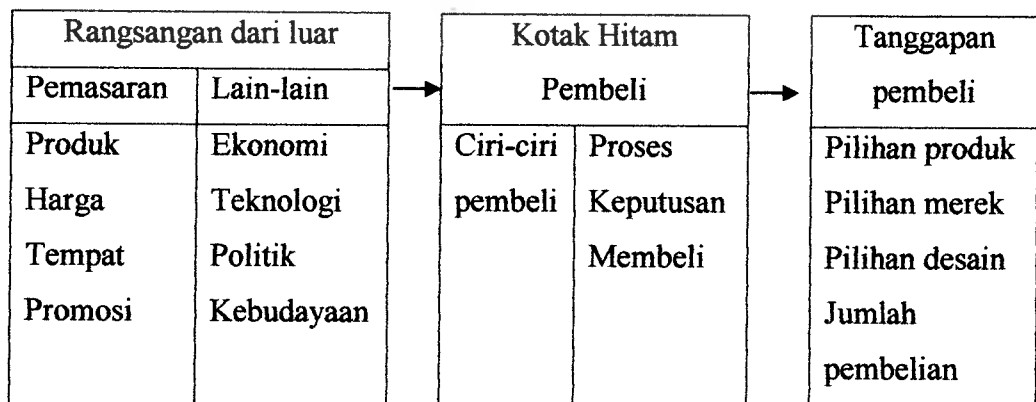 Rangsangan dari luar
Pemasaran
Lain-lain
Produk
Harga
Tempat
Promosi
Ekonomi
Teknologi
Politik
Kebudayaan
Kotak Hitam
Pembeli
Ciri-ciri
pembeli
Proses
Keputusan
Membeli
Tanggapan
pembeli
Pilihan produk
Pilihan merek
Pilihan desain
Jumlah
pembelian